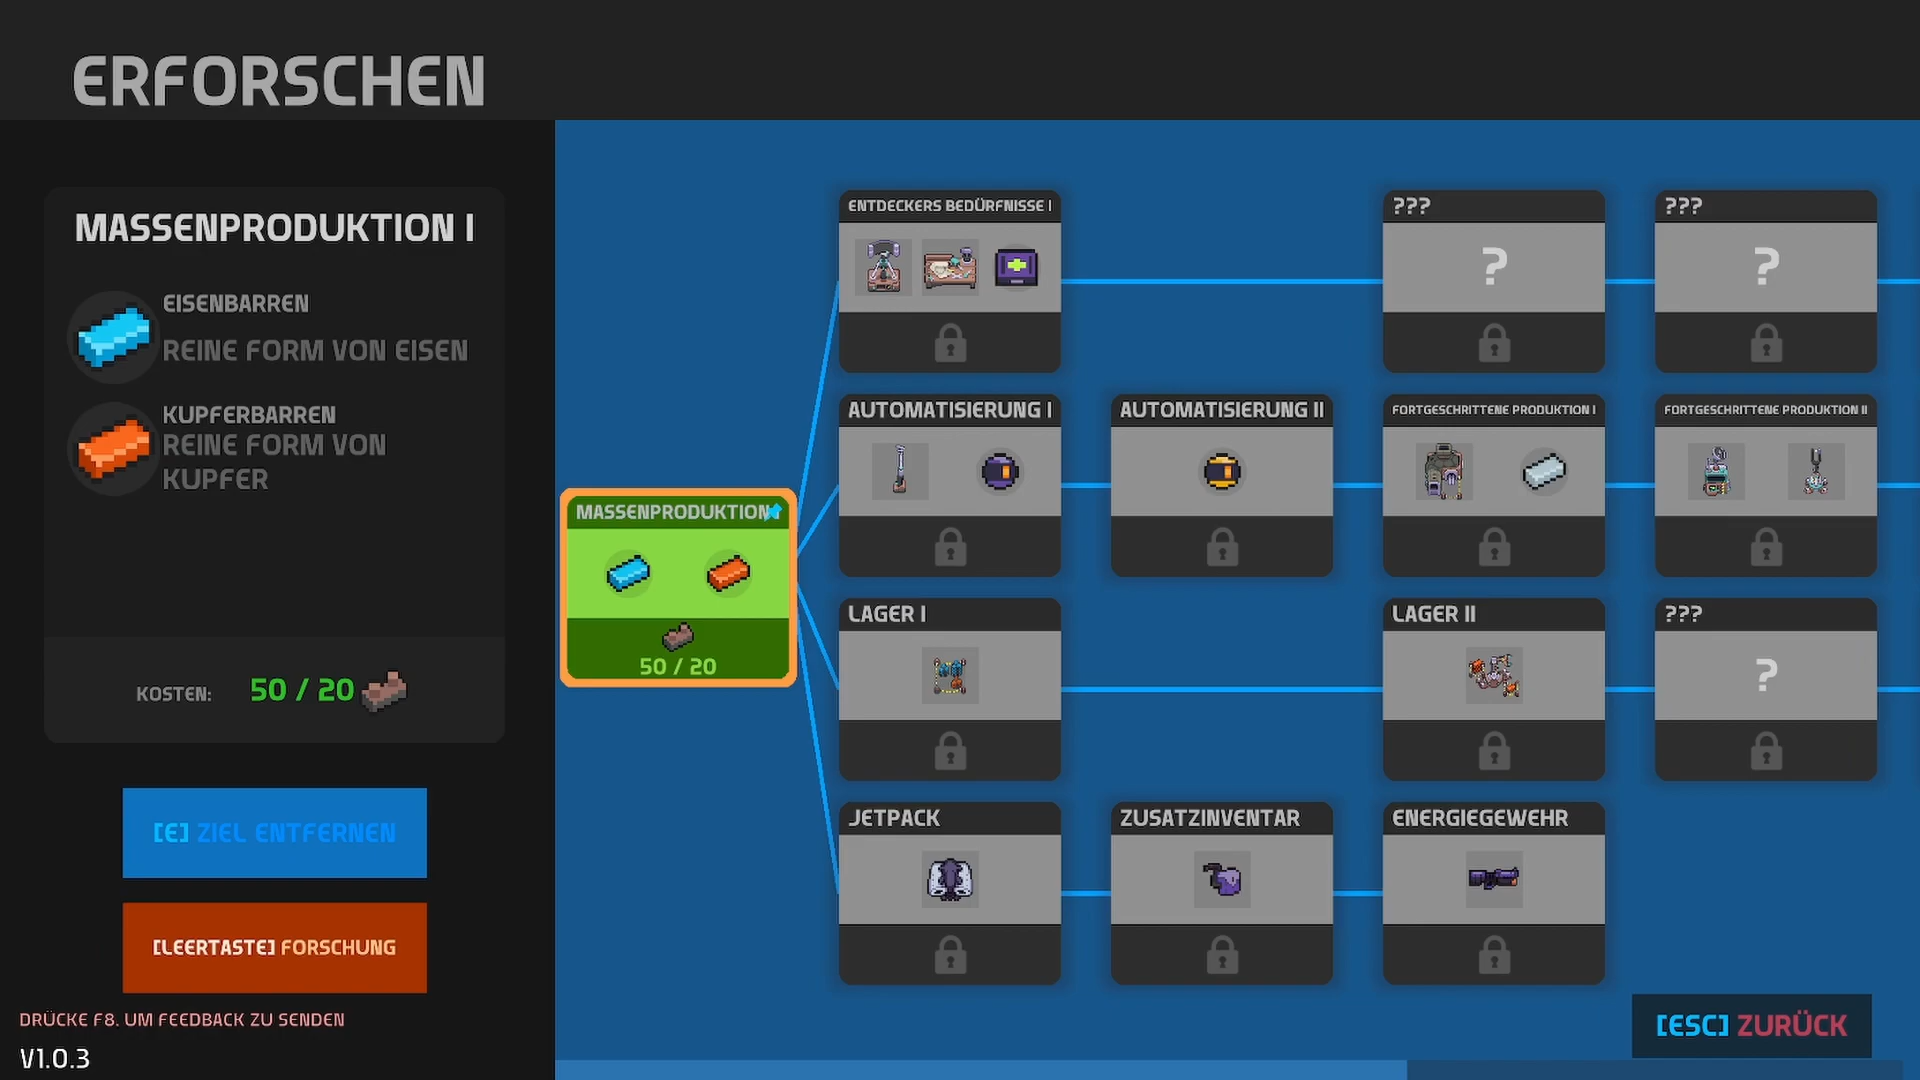 ERFORSCHEN
MASSENPRODUKTION I
EISENBARREN
REINE FORM VON EISEN
KUPFERBARREN
REINE FORM VON
KUPFER
KOSTEN: 50 / 20
[E] ZIEL ENTFERNEN
[LEERTASTE] FORSCHUNG
DRÜCKE F8. UM FEEDBACK ZU SENDEN
V1.0.3
MASSENPRODUKTION I
50 / 20
ENTDECKERS BEDÜRFNISSE I
???
?
???
?
AUTOMATISIERUNG I
AUTOMATISIERUNG II
FORTGESCHRITTENE PRODUKTION I
FORTGESCHRITTENE PRODUKTION II
LAGER I
LAGER II
???
?
JETPACK
ZUSATZINVENTAR
ENERGIEGEWEHR
[ESC] ZURÜCK